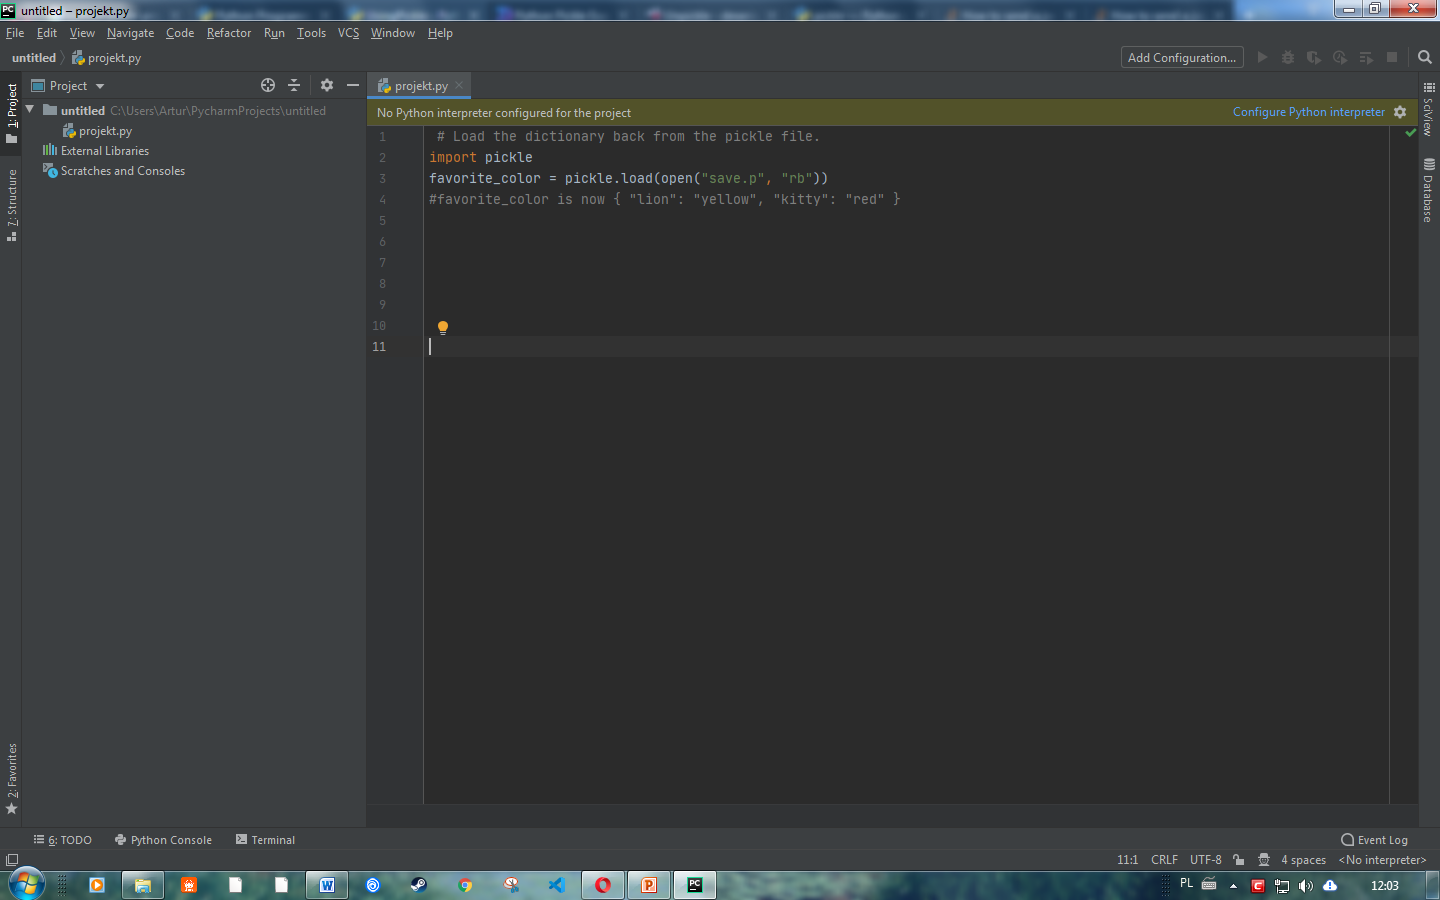 untitled – projekt.py
File Edit View Navigate Code Refactor Run Tools VCS Window Help
untitled projekt.py Add Configuration...
Project
projekt.py
1: Project
7: Structure
2: Favorites
untitled C:\Users\Artur\PycharmProjects\untitled
projekt.py
External Libraries
Scratches and Consoles
No Python interpreter configured for the project Configure Python interpreter
1 # Load the dictionary back from the pickle file.
2 import pickle
3 favorite_color = pickle.load(open("save.p", "rb"))
4 #favorite_color is now { "lion": "yellow", "kitty": "red" }
5
6
7
8
9
10
11
SciView
Database
6: TODO Python Console Terminal Event Log
11:1 CRLF UTF-8 4 spaces <No interpreter>
PL 12:03